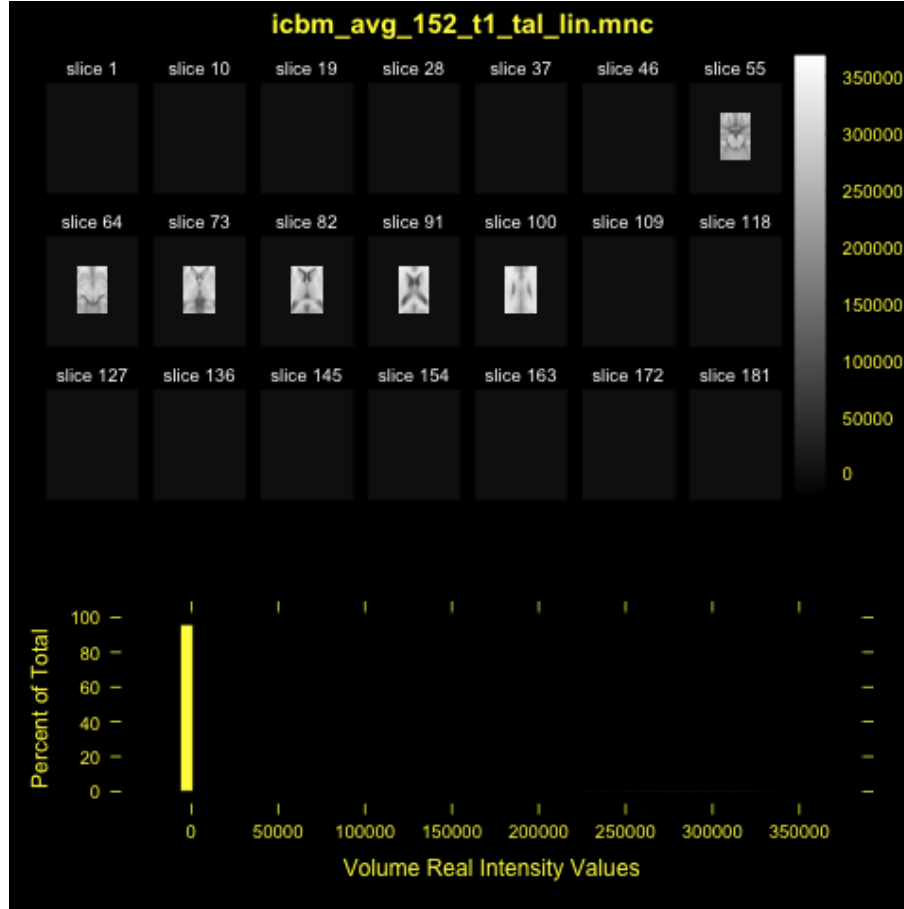 icbm_avg_152_t1_tal_lin.mnc
slice 1 slice 10 slice 19 slice 28 slice 37 slice 46 slice 55
350000
300000
250000
slice 64 slice 73 slice 82 slice 91 slice 100 slice 109 slice 118
200000
150000
100000
slice 127 slice 136 slice 145 slice 154 slice 163 slice 172 slice 181
50000
0
Percent of Total
100
80
60
40
20
0
0 50000 100000 150000 200000 250000 300000 350000
Volume Real Intensity Values